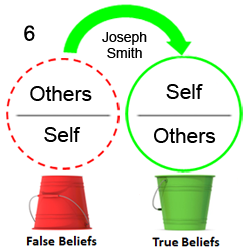 6
Joseph
Smith
Others
Self
Self
Others
False Beliefs
True Beliefs